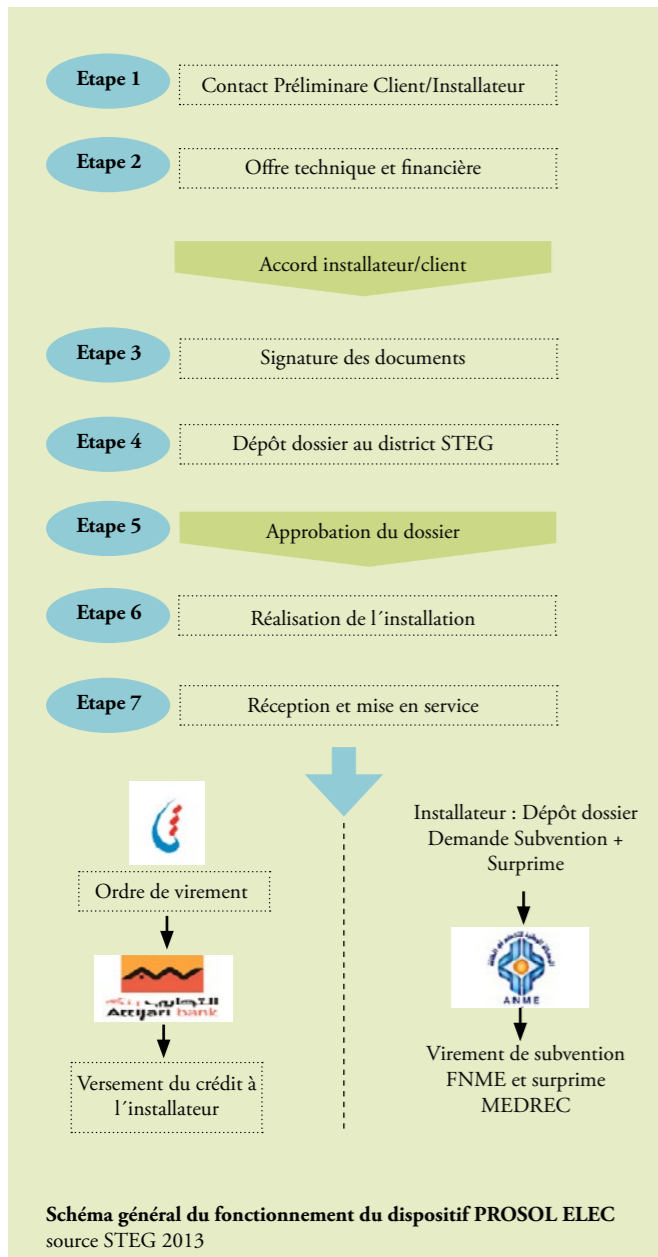 Etape 1
Contact Préliminare Client/Installateur
Etape 2
Offre technique et financière
Accord installateur/client
Etape 3
Signature des documents
Etape 4
Dépôt dossier au district STEG
Etape 5
Approbation du dossier
Etape 6
Réalisation de l´installation
Etape 7
Réception et mise en service
Ordre de virement
Attijari bank
Versement du crédit à
l´installateur
Installateur : Dépôt dossier
Demande Subvention +
Surprime
ANME
Virement de subvention
FNME et surprime
MEDREC
Schéma général du fonctionnement du dispositif PROSOL ELEC
source STEG 2013